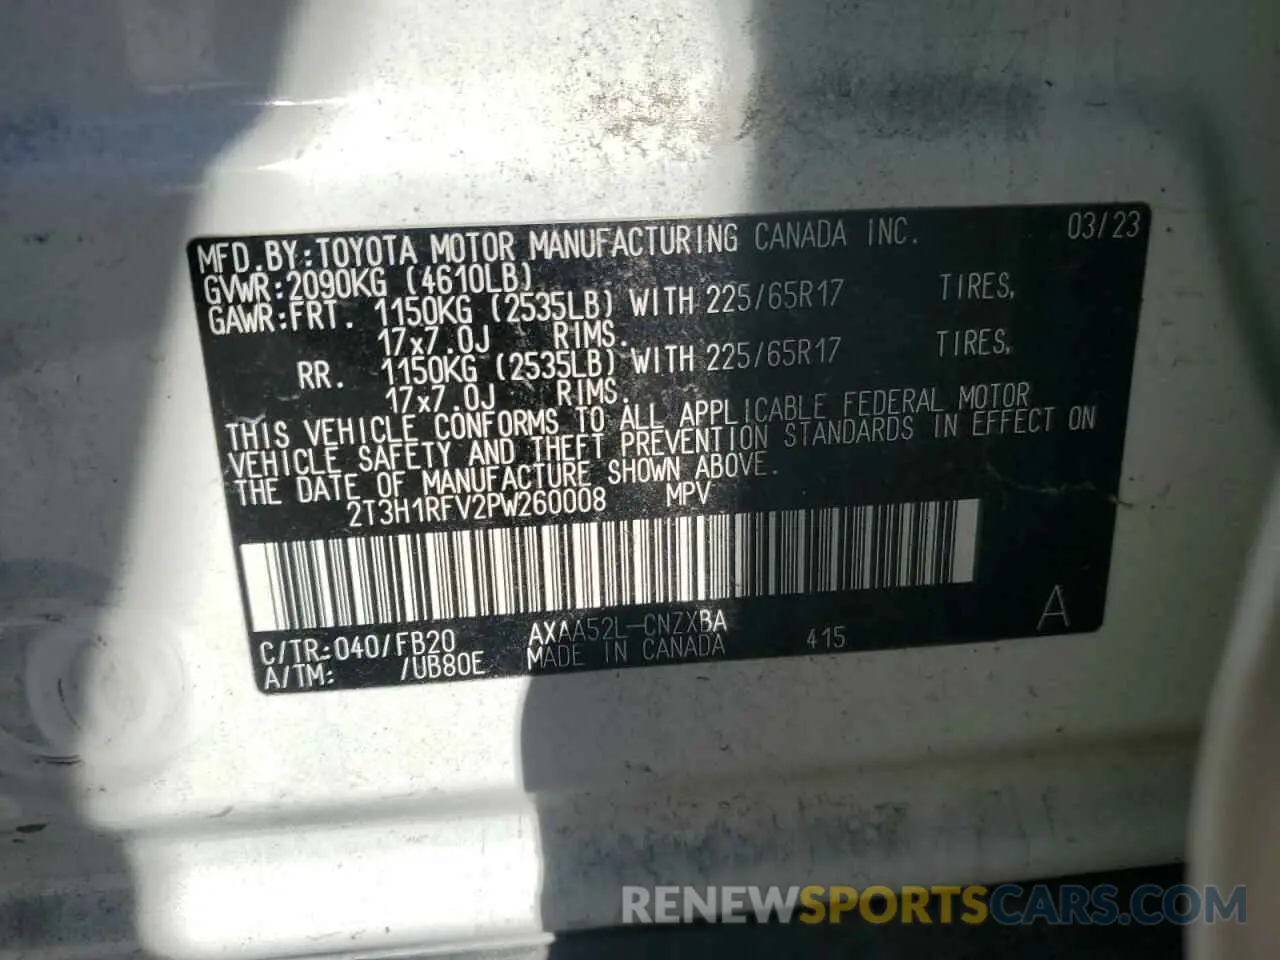 MFD.BY:TOYOTA MOTOR MANUFACTURING CANADA INC. 03/23
GVWR:2090KG (4610LB)
GAWR:FRT. 1150KG (2535LB) WITH 225/65R17 TIRES,
17x7.0J RIMS.
RR. 1150KG (2535LB) WITH 225/65R17 TIRES,
17x7.0J RIMS.
THIS VEHICLE CONFORMS TO ALL APPLICABLE FEDERAL MOTOR
VEHICLE SAFETY AND THEFT PREVENTION STANDARDS IN EFFECT ON
THE DATE OF MANUFACTURE SHOWN ABOVE.
2T3H1RFV2PW260008 MPV
C/TR:040/FB20 AXAA52L-CNZXBA 415 A
A/TM: /UB80E MADE IN CANADA
RENEWSPORTSCARS.COM